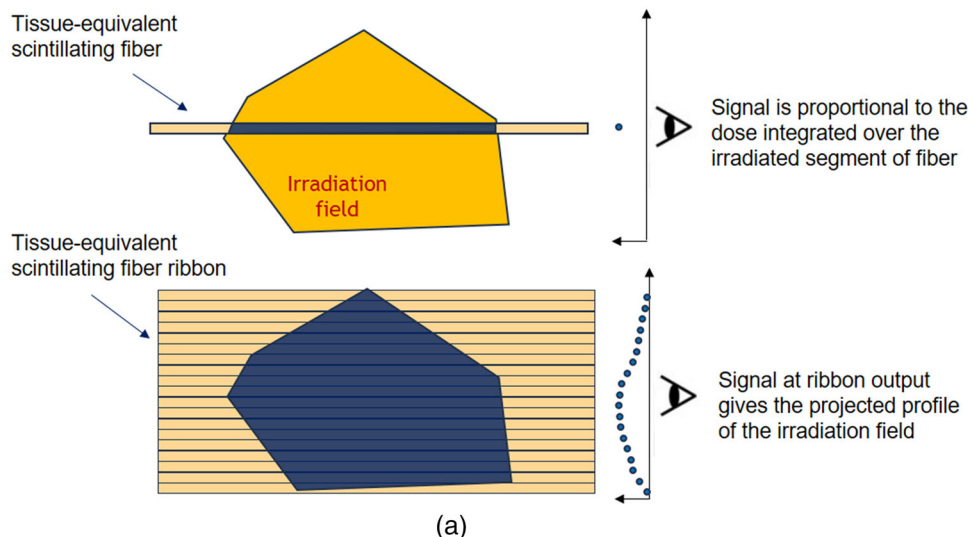 Tissue-equivalent
scintillating fiber
Signal is proportional to the
dose integrated over the
irradiated segment of fiber
Irradiation
field
Tissue-equivalent
scintillating fiber ribbon
Signal at ribbon output
gives the projected profile
of the irradiation field
(a)